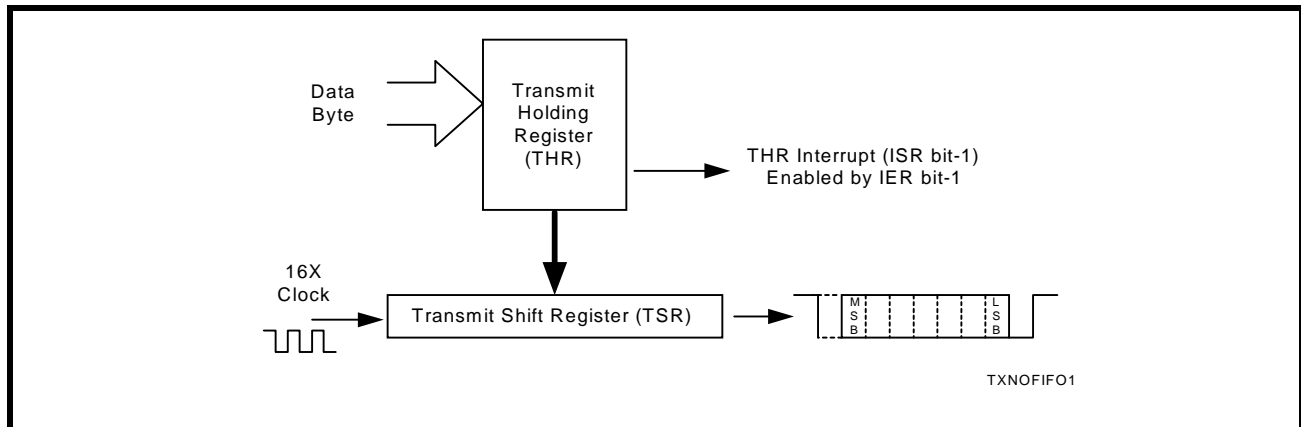 Data
Byte
Transmit
Holding
Register
(THR)
THR Interrupt (ISR bit-1)
Enabled by IER bit-1
16X
Clock
Transmit Shift Register (TSR)
M
S
B
L
S
B
TXNOFIFO1